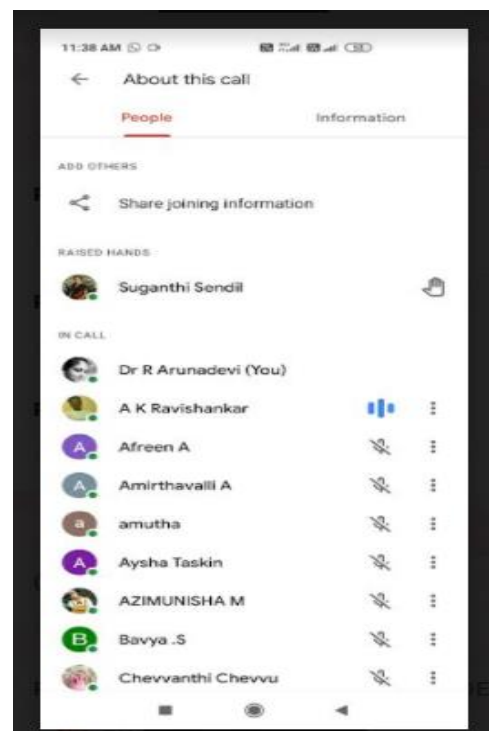 11:38 AM
About this call
People Information
ADD OTHERS
Share joining information
RAISED HANDS
Suganthi Sendil
IN CALL
Dr R Arunadevi (You)
A K Ravishankar
A Afreen A
A Amirthavalli A
a amutha
A Aysha Taskin
AZIMUNISHA M
B Bavya .S
Chevvanthi Chevvu